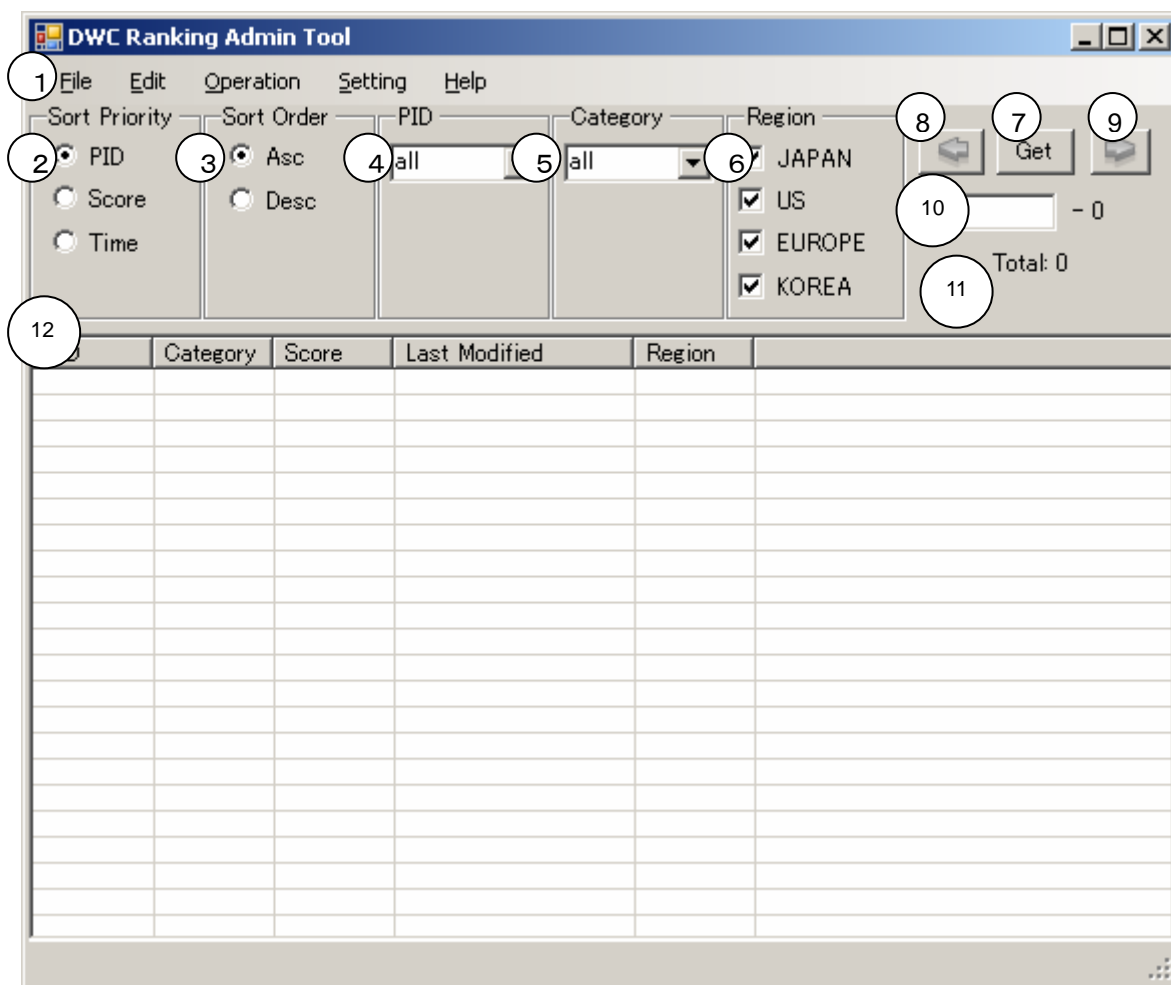 DWC Ranking Admin Tool
1 File Edit Operation Setting Help
Sort Priority Sort Order PID Category Region
8 7 9
2 PID 3 Asc 4 all 5 all 6 JAPAN Get
Score Desc US 10 - 0
Time EUROPE
Total: 0
KOREA 11
12
Category Score Last Modified Region